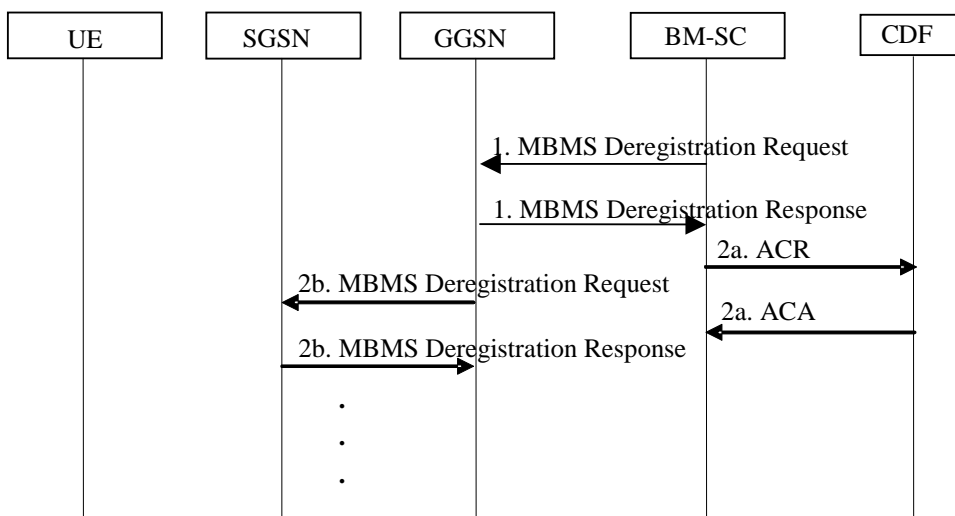 UE
SGSN
GGSN
BM-SC
CDF
1. MBMS Deregistration Request
1. MBMS Deregistration Response
2a. ACR
2b. MBMS Deregistration Request
2a. ACA
2b. MBMS Deregistration Response
.
.
.